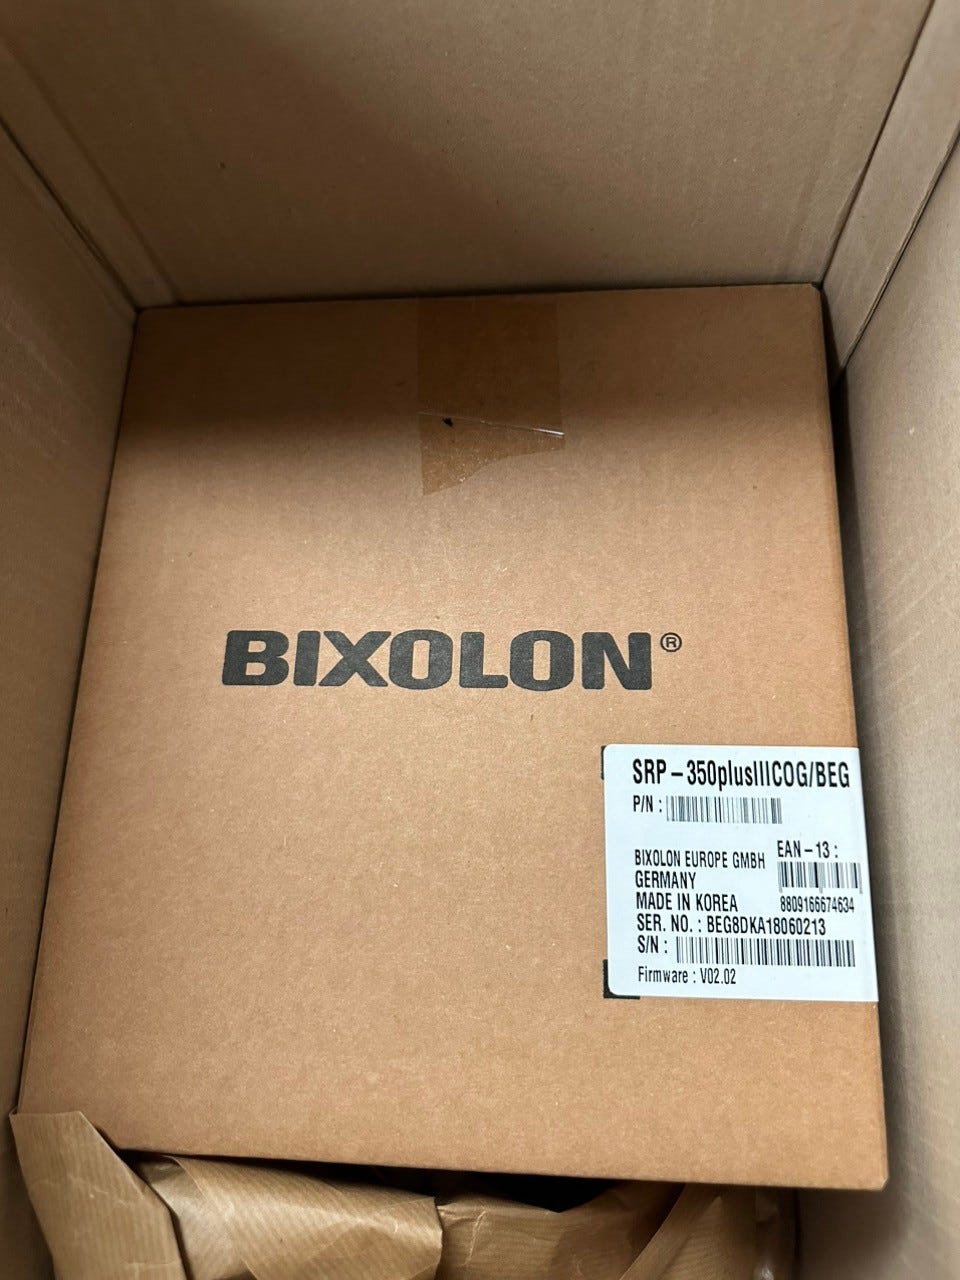 BIXOLON®
SRP-350plusIIICOG/BEG
P/N :
BIXOLON EUROPE GMBH
GERMANY
MADE IN KOREA
EAN-13 :
8809166674634
SER. NO. : BEG8DKA18060213
S/N :
Firmware : V02.02